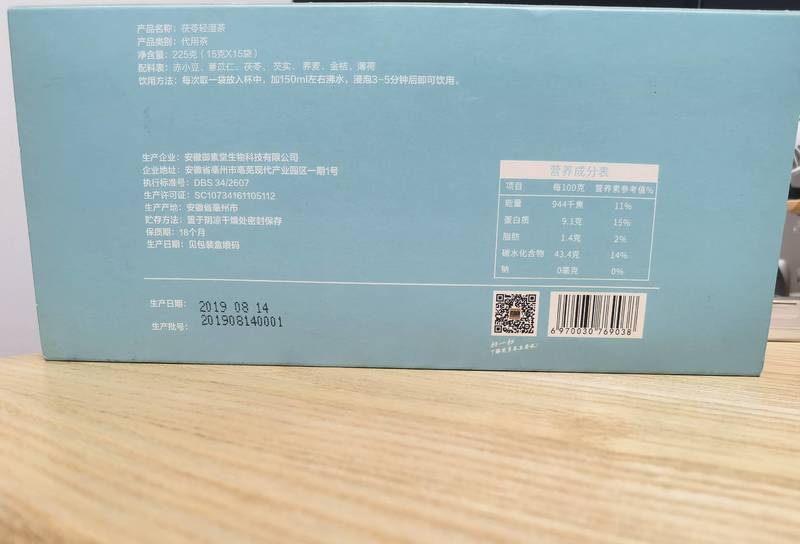 产品名称：茯苓轻湿茶
产品类别：代用茶
净含量：225克（15克X15袋）
配料表：赤小豆、薏苡仁、茯苓、芡实、荞麦、金桔、薄荷
饮用方法：每次取一袋放入杯中，加150ml左右沸水，浸泡3-5分钟后即可饮用。
生产企业：安徽御素堂生物科技有限公司
企业地址：安徽省亳州市亳芜现代产业园区一期1号
执行标准号：DBS 34/2607
生产许可证：SC10734161105112
生产产地：安徽省亳州市
贮存方法：置于阴凉干燥处密封保存
保质期：18个月
生产日期：见包装盒喷码
营养成分表
项目 每100克 营养素参考值%
能量 944千焦 11%
蛋白质 9.1克 15%
脂肪 1.4克 2%
碳水化合物 43.4克 14%
钠 0毫克 0%
生产日期：2019 08 14
生产批号：201908140001
6970030769038
扫一扫